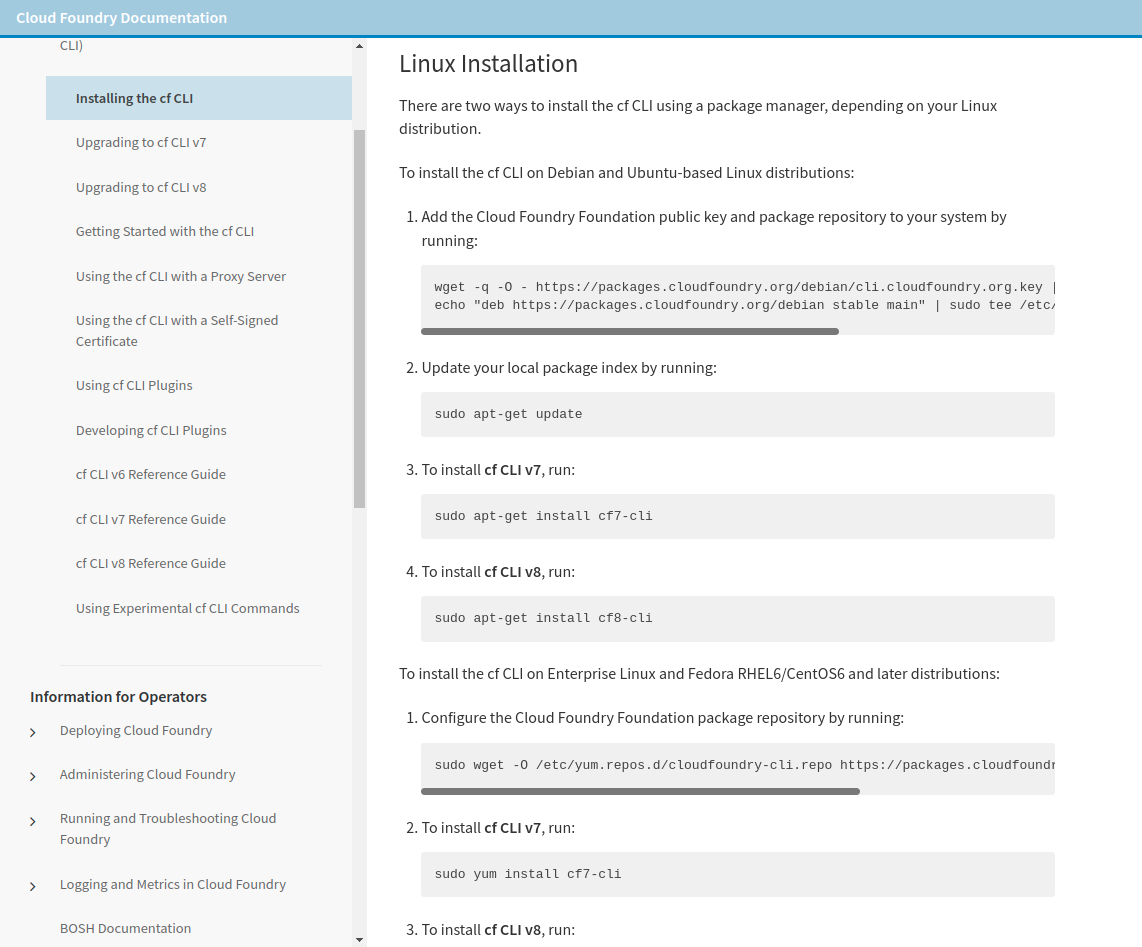 Cloud Foundry Documentation
CLI)
Installing the cf CLI
Upgrading to cf CLI v7
Upgrading to cf CLI v8
Getting Started with the cf CLI
Using the cf CLI with a Proxy Server
Using the cf CLI with a Self-Signed
Certificate
Using cf CLI Plugins
Developing cf CLI Plugins
cf CLI v6 Reference Guide
cf CLI v7 Reference Guide
cf CLI v8 Reference Guide
Using Experimental cf CLI Commands
Information for Operators
Deploying Cloud Foundry
Administering Cloud Foundry
Running and Troubleshooting Cloud
Foundry
Logging and Metrics in Cloud Foundry
BOSH Documentation
Linux Installation
There are two ways to install the cf CLI using a package manager, depending on your Linux
distribution.
To install the cf CLI on Debian and Ubuntu-based Linux distributions:
1. Add the Cloud Foundry Foundation public key and package repository to your system by
running:
wget -q -O - https://packages.cloudfoundry.org/debian/cli.cloudfoundry.org.key |
echo "deb https://packages.cloudfoundry.org/debian stable main" | sudo tee /etc/
2. Update your local package index by running:
sudo apt-get update
3. To install cf CLI v7, run:
sudo apt-get install cf7-cli
4. To install cf CLI v8, run:
sudo apt-get install cf8-cli
To install the cf CLI on Enterprise Linux and Fedora RHEL6/CentOS6 and later distributions:
1. Configure the Cloud Foundry Foundation package repository by running:
sudo wget -O /etc/yum.repos.d/cloudfoundry-cli.repo https://packages.cloudfoundr
2. To install cf CLI v7, run:
sudo yum install cf7-cli
3. To install cf CLI v8, run: